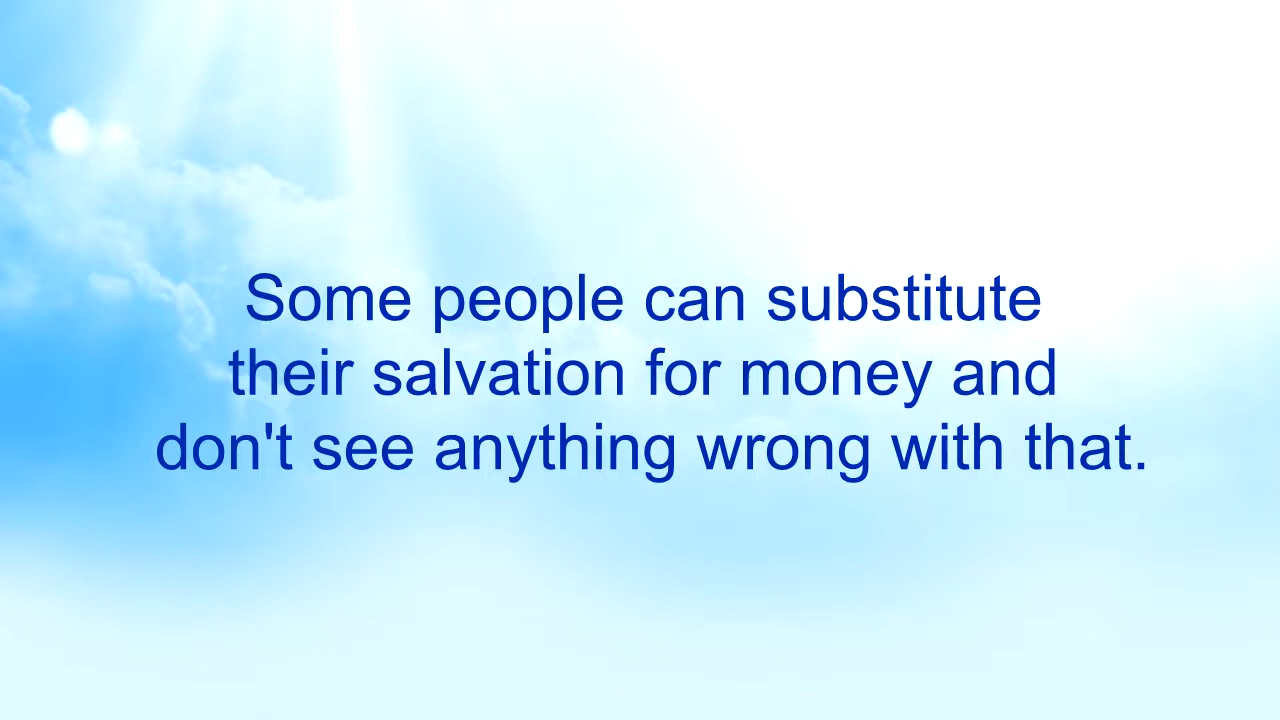 Some people can substitute
their salvation for money and
don't see anything wrong with that.